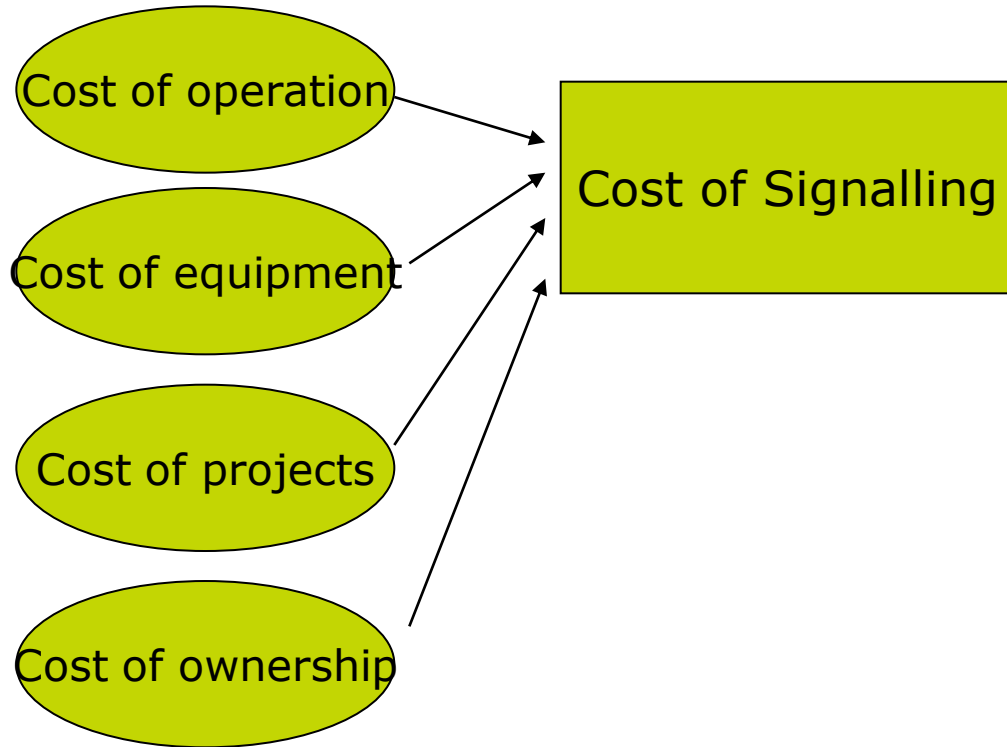 Cost of operation
Cost of Signalling
Cost of equipment
Cost of projects
Cost of ownership